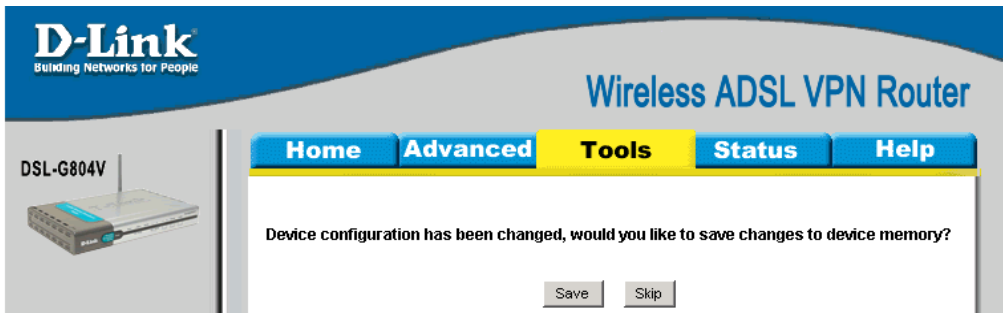 D-Link
Building Networks for People
Wireless ADSL VPN Router
DSL-G804V
Home Advanced Tools Status Help
Device configuration has been changed, would you like to save changes to device memory?
Save Skip